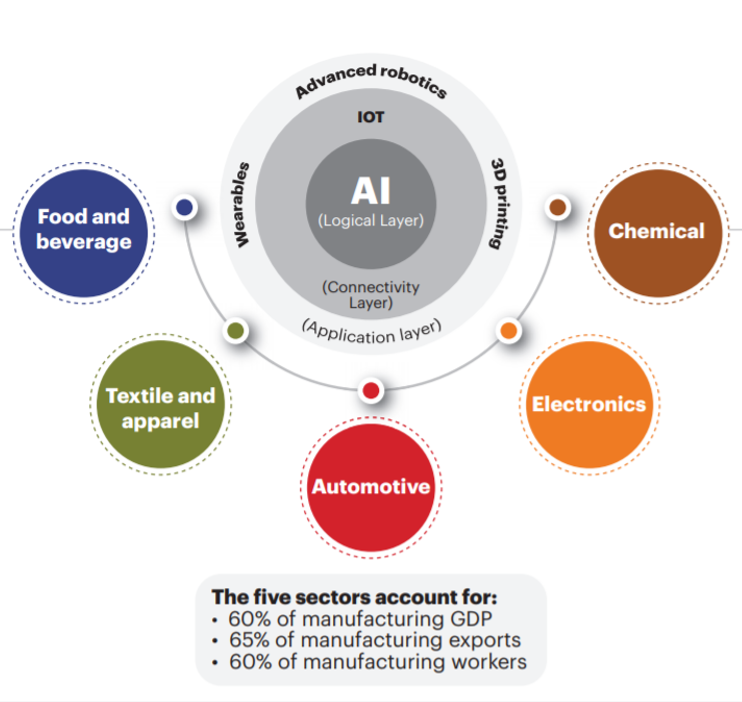 Advanced robotics
IOT
Wearables
3D printing
AI
(Logical Layer)
(Connectivity
Layer)
(Application layer)
Food and
beverage
Chemical
Textile and
apparel
Electronics
Automotive
The five sectors account for:
• 60% of manufacturing GDP
• 65% of manufacturing exports
• 60% of manufacturing workers